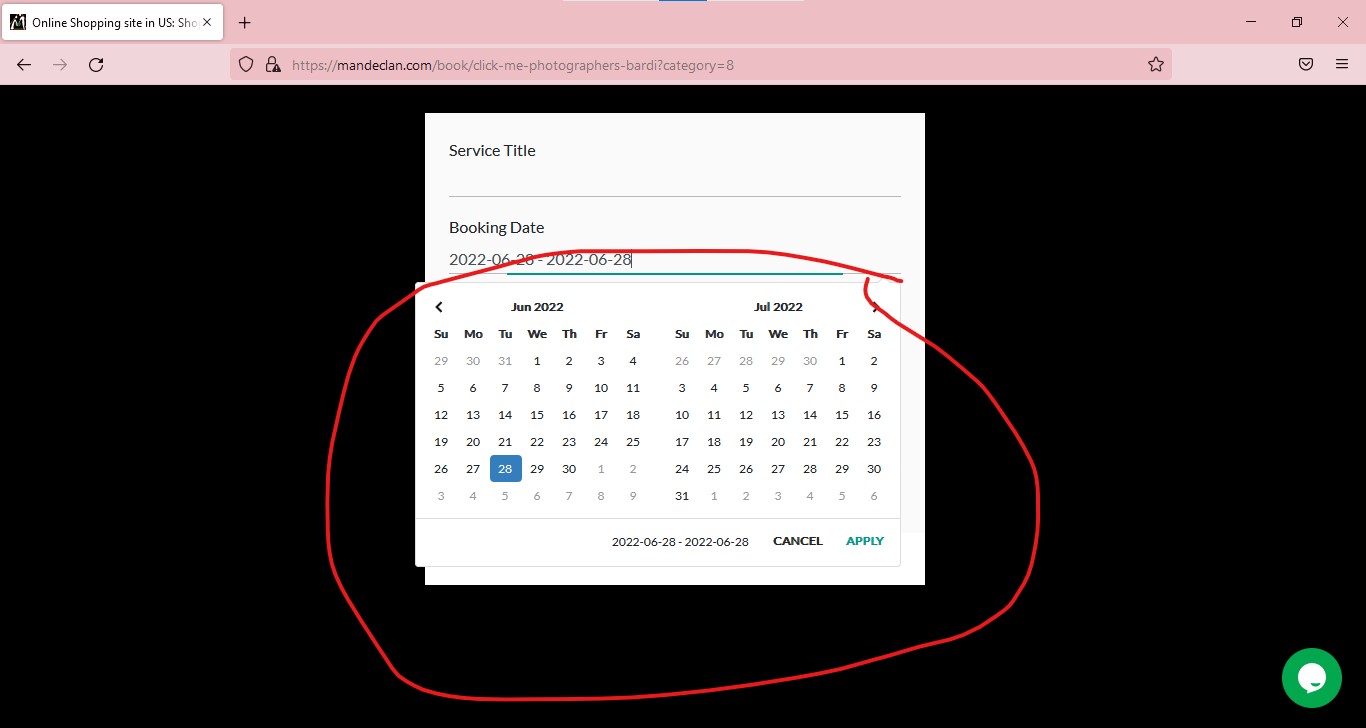 Online Shopping site in US: Sho
https://mandeclan.com/book/click-me-photographers-bardi?category=8
Service Title
Booking Date
2022-06-28 - 2022-06-28
Jun 2022
Su Mo Tu We Th Fr Sa
29 30 31 1 2 3 4
5 6 7 8 9 10 11
12 13 14 15 16 17 18
19 20 21 22 23 24 25
26 27 28 29 30 1 2
3 4 5 6 7 8 9
Jul 2022
Su Mo Tu We Th Fr Sa
26 27 28 29 30 1 2
3 4 5 6 7 8 9
10 11 12 13 14 15 16
17 18 19 20 21 22 23
24 25 26 27 28 29 30
31 1 2 3 4 5 6
2022-06-28 - 2022-06-28 CANCEL APPLY